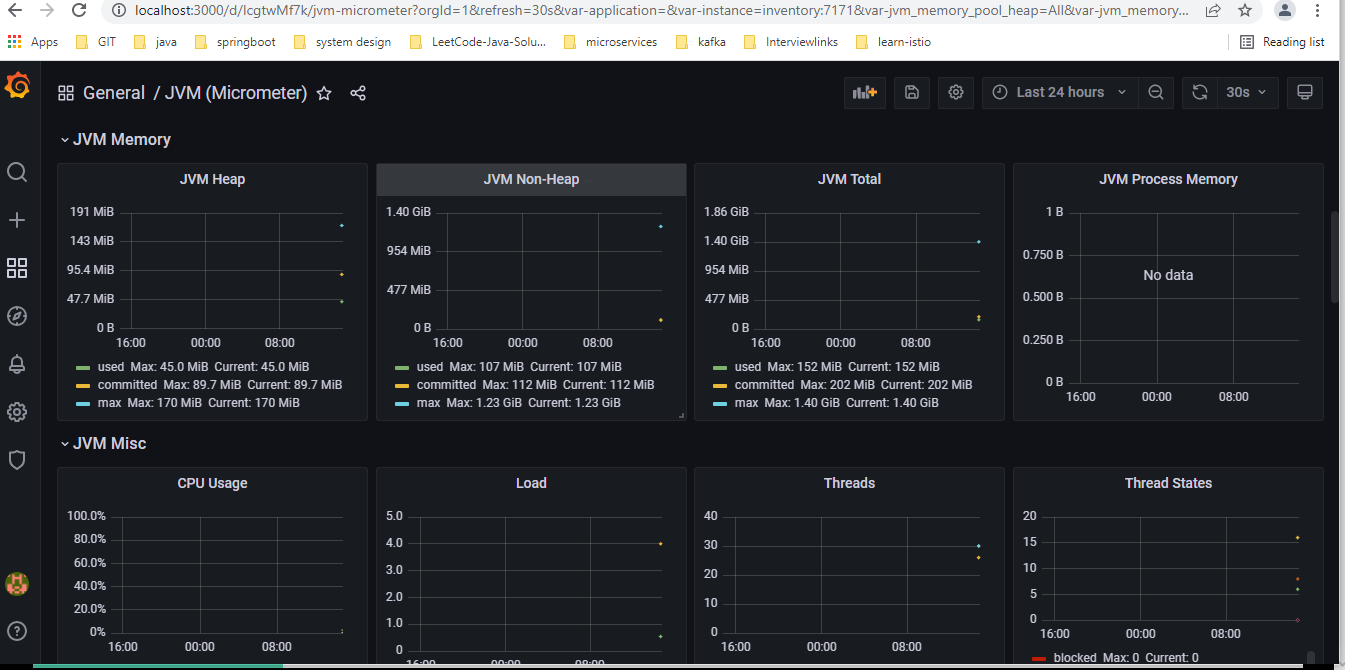 localhost:3000/d/lcgtwMf7k/jvm-micrometer?orgId=1&refresh=30s&var-application=&var-instance=inventory:7171&var-jvm_memory_pool_heap=All&var-jvm_memory...
Apps GIT java springboot system design LeetCode-Java-Solu... microservices kafka Interviewlinks learn-istio Reading list
General / JVM (Micrometer) Last 24 hours 30s
JVM Memory
JVM Heap
191 MiB
143 MiB
95.4 MiB
47.7 MiB
0 B
16:00 00:00 08:00
used Max: 45.0 MiB Current: 45.0 MiB
committed Max: 89.7 MiB Current: 89.7 MiB
max Max: 170 MiB Current: 170 MiB
JVM Non-Heap
1.40 GiB
954 MiB
477 MiB
0 B
16:00 00:00 08:00
used Max: 107 MiB Current: 107 MiB
committed Max: 112 MiB Current: 112 MiB
max Max: 1.23 GiB Current: 1.23 GiB
JVM Total
1.86 GiB
1.40 GiB
954 MiB
477 MiB
0 B
16:00 00:00 08:00
used Max: 152 MiB Current: 152 MiB
committed Max: 202 MiB Current: 202 MiB
max Max: 1.40 GiB Current: 1.40 GiB
JVM Process Memory
1 B
0.750 B
No data
0.500 B
0.250 B
0 B
16:00 00:00 08:00
JVM Misc
CPU Usage
100.0%
80.0%
60.0%
40.0%
20.0%
0%
16:00 00:00 08:00
Load
5.0
4.0
3.0
2.0
1.0
0
16:00 00:00 08:00
Threads
40
30
20
10
0
16:00 00:00 08:00
Thread States
20
15
10
5
0
16:00 00:00 08:00
blocked Max: 0 Current: 0